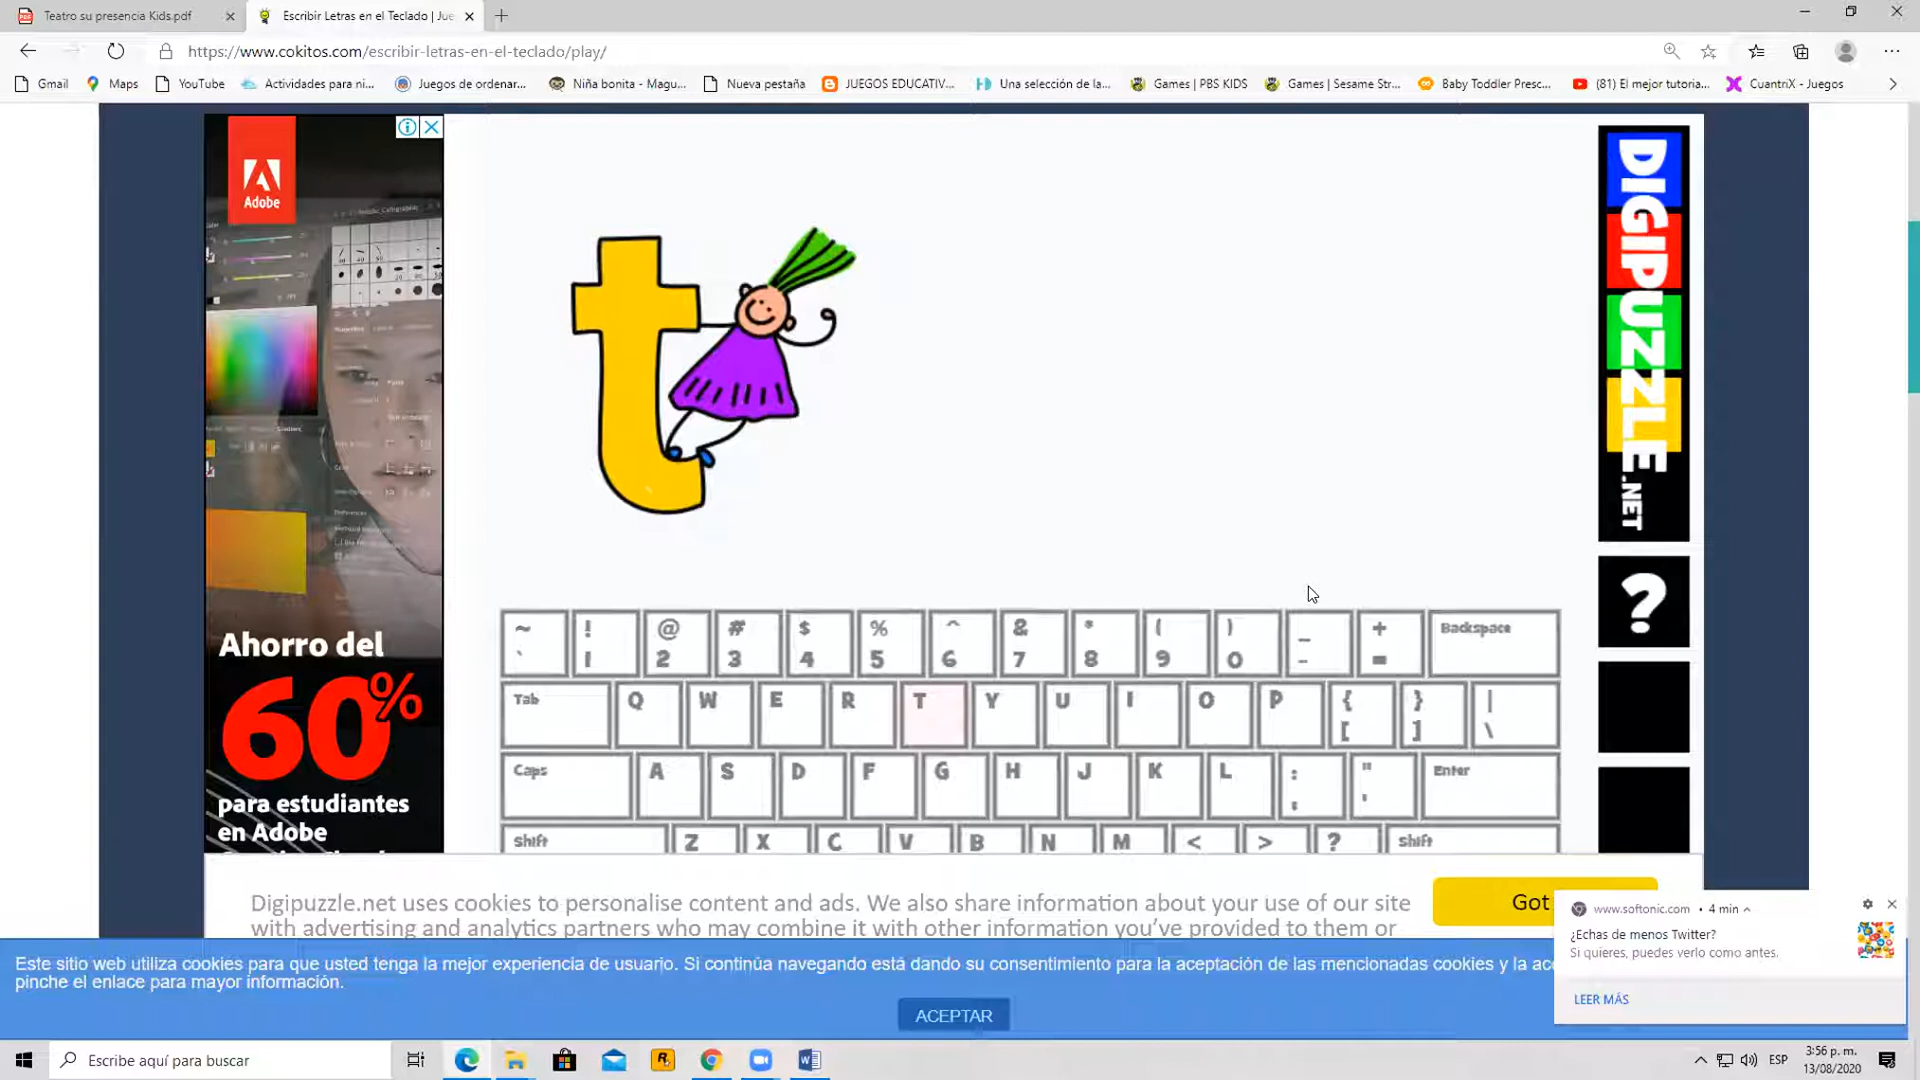 Teatro su presencia Kids.pdf
Escribir Letras en el Teclado | Jue
https://www.cokitos.com/escribir-letras-en-el-teclado/play/
Gmail Maps YouTube Actividades para ni... Juegos de ordenar... Niña bonita - Magu... Nueva pestaña JUEGOS EDUCATIV... Una selección de la... Games | PBS KIDS Games | Sesame Str... Baby Toddler Presc... (81) El mejor tutoria... CuantriX - Juegos
Adobe
Ahorro del
60%
para estudiantes
en Adobe
t
DIGIPUZZLE.NET
?
~ ! @ # $ % ^ & * ( ) _ + Backspace
` 1 2 3 4 5 6 7 8 9 0 - =
Tab Q W E R T Y U I O P { } |
[ ] \
Caps A S D F G H J K L : " Enter
; '
Shift Z X C V B N M < > ? Shift
Digipuzzle.net uses cookies to personalise content and ads. We also share information about your use of our site
with advertising and analytics partners who may combine it with other information you've provided to them or
Got
www.softonic.com • 4 min
¿Echas de menos Twitter?
Si quieres, puedes verlo como antes.
LEER MÁS
Este sitio web utiliza cookies para que usted tenga la mejor experiencia de usuario. Si continúa navegando está dando su consentimiento para la aceptación de las mencionadas cookies y la ace
pinche el enlace para mayor información.
ACEPTAR
Escribe aquí para buscar
ESP
3:56 p. m.
13/08/2020